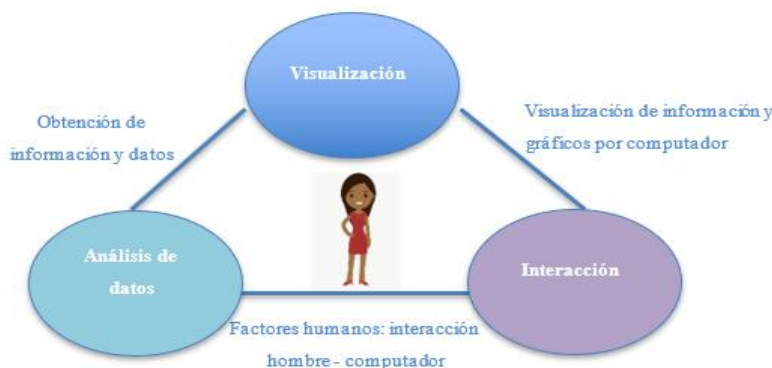 Visualización
Obtención de
información y datos
Visualización de información y
gráficos por computador
Análisis de
datos
Interacción
Factores humanos: interacción
hombre - computador